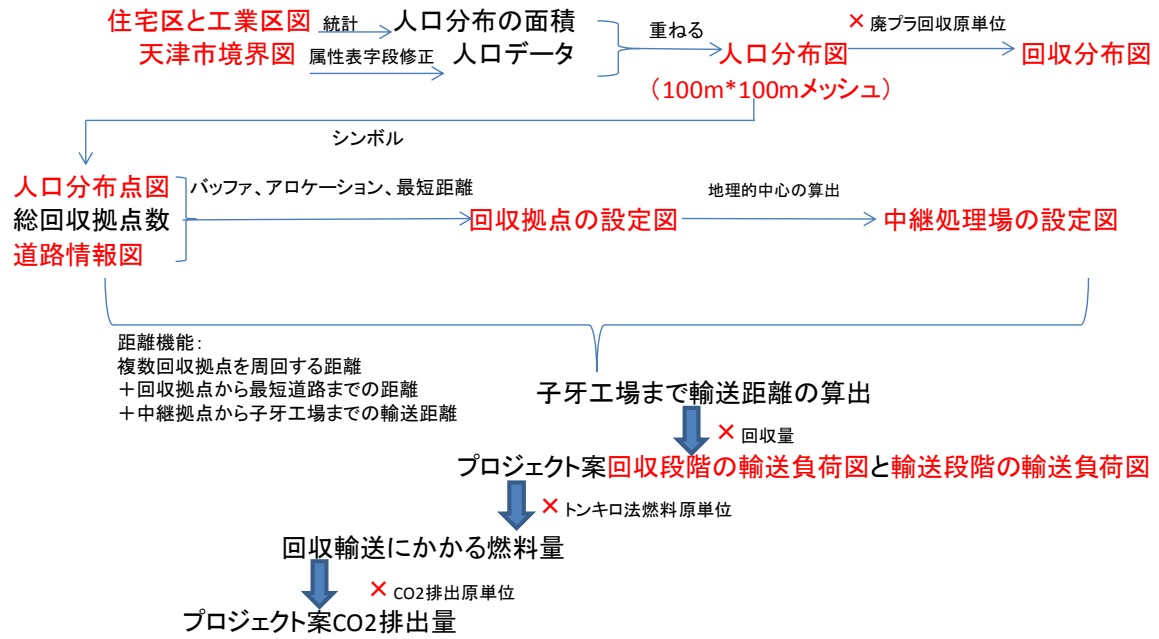 住宅区と工業区図 統計 人口分布の面積
天津市境界図 属性表字段修正 人口データ
重ねる
人口分布図
(100m*100mメッシュ)
× 廃プラ回収原単位
回収分布図
シンボル
人口分布点図
総回収拠点数
道路情報図
バッファ、アロケーション、最短距離
回収拠点の設定図
地理的中心の算出
中継処理場の設定図
距離機能:
複数回収拠点を周回する距離
+回収拠点から最短道路までの距離
+中継拠点から子牙工場までの輸送距離
子牙工場まで輸送距離の算出
× 回収量
プロジェクト案回収段階の輸送負荷図と輸送段階の輸送負荷図
× トンキロ法燃料原単位
回収輸送にかかる燃料量
× CO2排出原単位
プロジェクト案CO2排出量